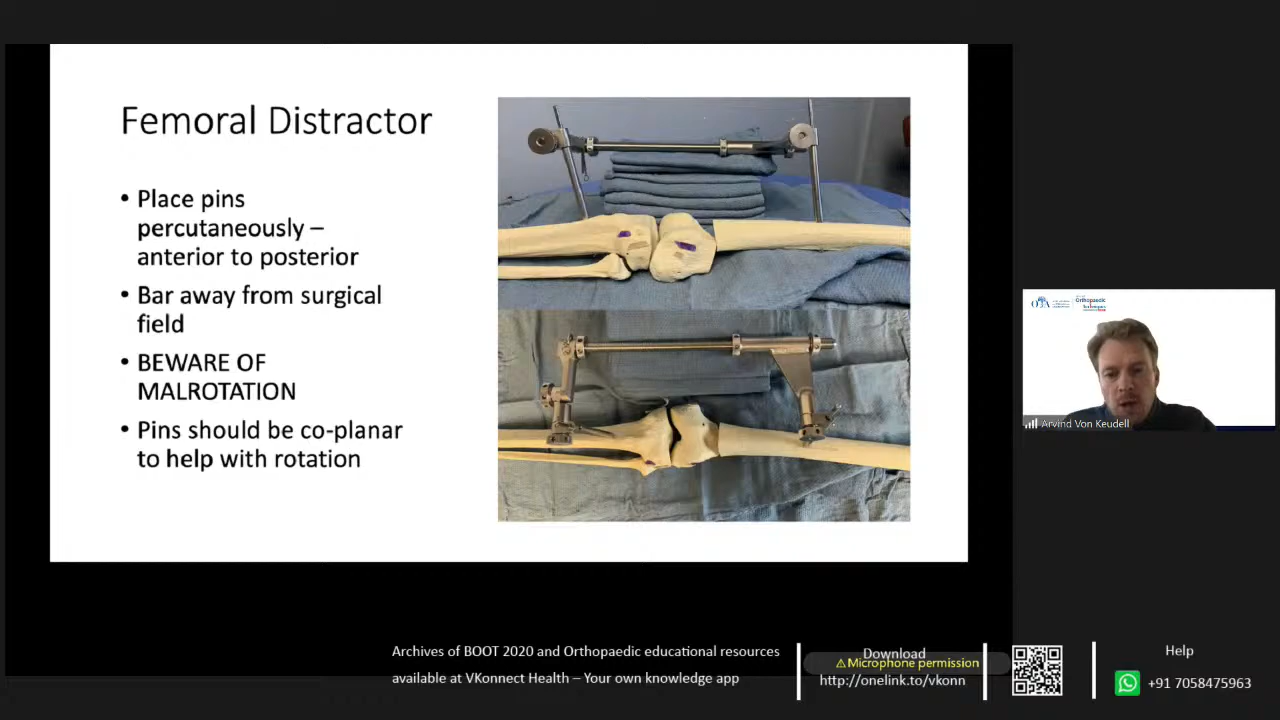 Femoral Distractor
• Place pins
percutaneously –
anterior to posterior
• Bar away from surgical
field
• BEWARE OF
MALROTATION
• Pins should be co-planar
to help with rotation
OTA
Orthopaedic
Arvind Von Keudell
Archives of BOOT 2020 and Orthopaedic educational resources
available at VKonnect Health – Your own knowledge app
Download
⚠Microphone permission
http://onelink.to/vkonn
Help
+91 7058475963